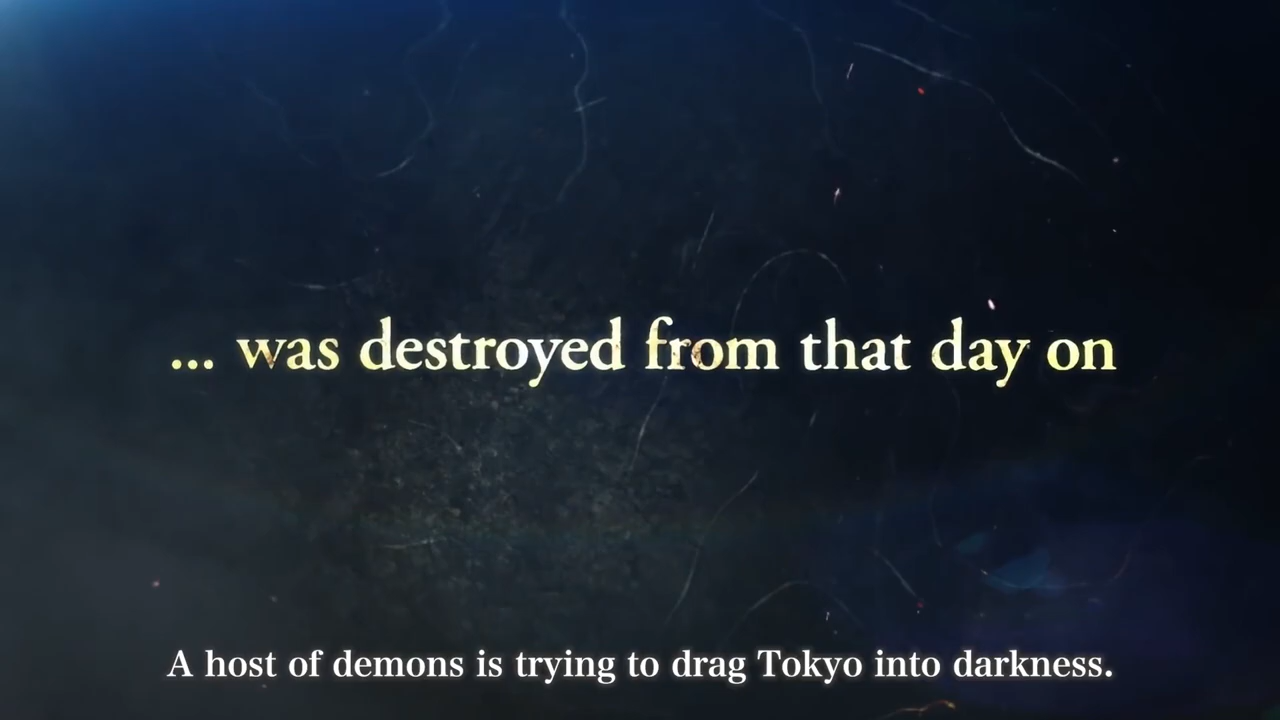 ... was destroyed from that day on
A host of demons is trying to drag Tokyo into darkness.